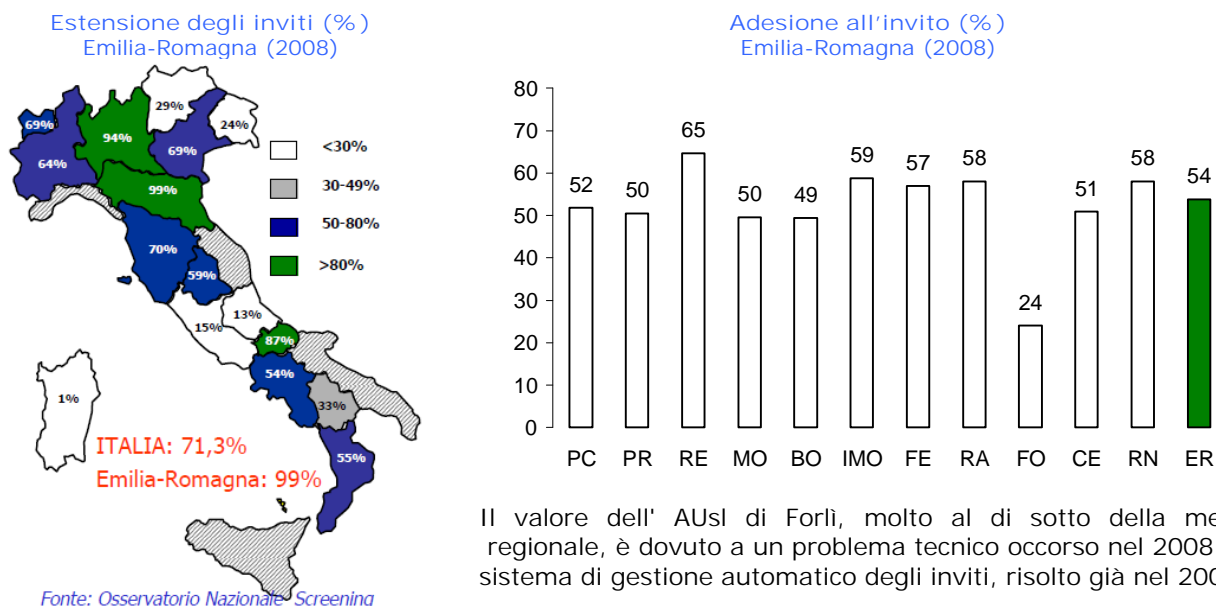 Estensione degli inviti (%)
Emilia-Romagna (2008)
29%
24%
69%
94%
69%
64%
99%
70%
59%
13%
15%
87%
54%
33%
1%
55%
<30%
30-49%
50-80%
>80%
ITALIA: 71,3%
Emilia-Romagna: 99%
Fonte: Osservatorio Nazionale Screening
Adesione all'invito (%)
Emilia-Romagna (2008)
80
70
60
50
40
30
20
10
0
52 50 65 50 49 59 57 58 24 51 58 54
PC PR RE MO BO IMO FE RA FO CE RN ER
Il valore dell' AUsl di Forlì, molto al di sotto della
regionale, è dovuto a un problema tecnico occorso nel 2008
sistema di gestione automatico degli inviti, risolto già nel